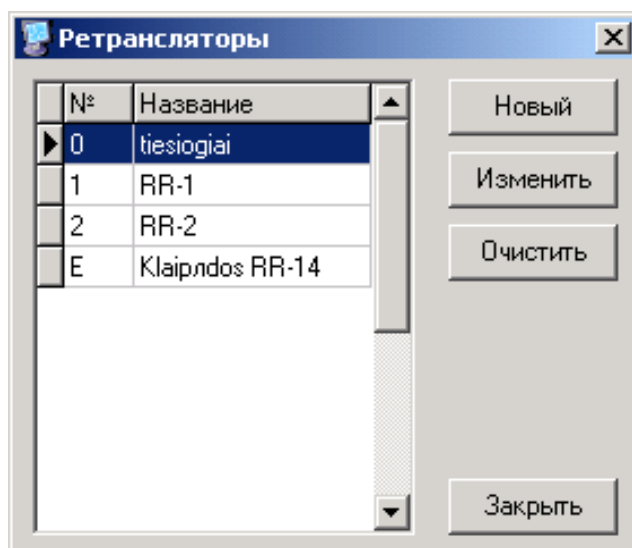 Ретрансляторы
№ Название
0 tiesiogiai
1 RR-1
2 RR-2
E Klaipлdos RR-14
Новый
Изменить
Очистить
Закрыть